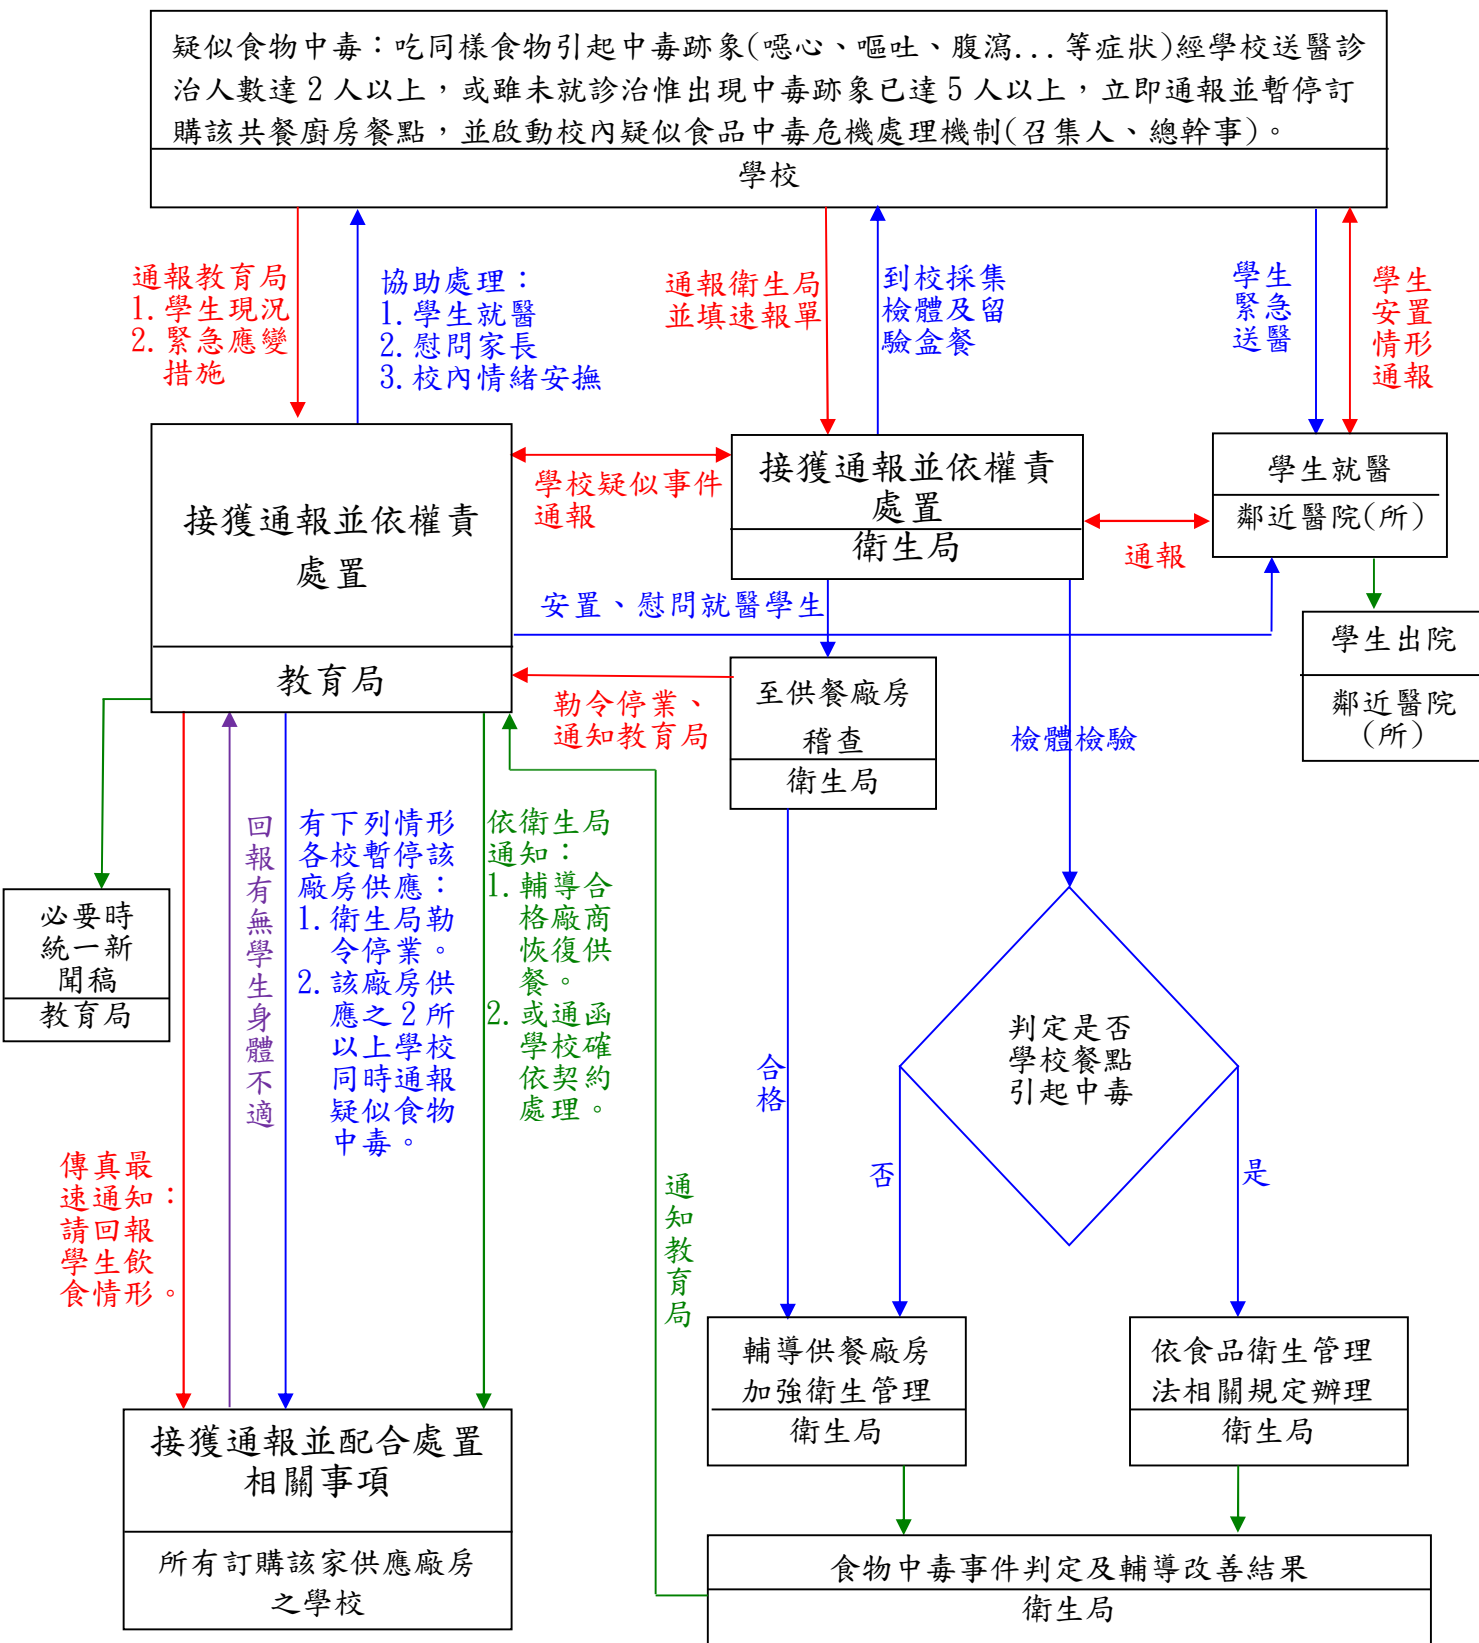 疑似食物中毒：吃同樣食物引起中毒跡象(噁心、嘔吐、腹瀉...等症狀)經學校送醫診
治人數達2人以上，或雖未就診治惟出現中毒跡象已達5人以上，立即通報並暫停訂
購該共餐廚房餐點，並啟動校內疑似食品中毒危機處理機制(召集人、總幹事)。
學校
通報教育局
1.學生現況
2.緊急應變
措施
協助處理：
1.學生就醫
2.慰問家長
3.校內情緒安撫
通報衛生局
並填速報單
到校採集
檢體及留
驗盒餐
學生
緊急
送醫
學生
安置
情形
通報
接獲通報並依權責
處置
教育局
學校疑似事件
通報
接獲通報並依權責
處置
衛生局
通報
學生就醫
鄰近醫院(所)
安置、慰問就醫學生
學生出院
鄰近醫院
(所)
勒令停業、
通知教育局
至供餐廠房
稽查
衛生局
檢體檢驗
必要時
統一新
聞稿
教育局
傳真最
速通知：
請回報
學生飲
食情形。
回報有無學生身體不適
有下列情形
各校暫停該
廠房供應：
1.衛生局勒
令停業。
2.該廠房供
應之2所
以上學校
同時通報
疑似食物
中毒。
依衛生局
通知：
1.輔導合
格廠商
恢復供
餐。
2.或通函
學校確
依契約
處理。
通知教育局
合格
判定是否
學校餐點
引起中毒
否
是
輔導供餐廠房
加強衛生管理
衛生局
依食品衛生管理
法相關規定辦理
衛生局
接獲通報並配合處置
相關事項
所有訂購該家供應廠房
之學校
食物中毒事件判定及輔導改善結果
衛生局